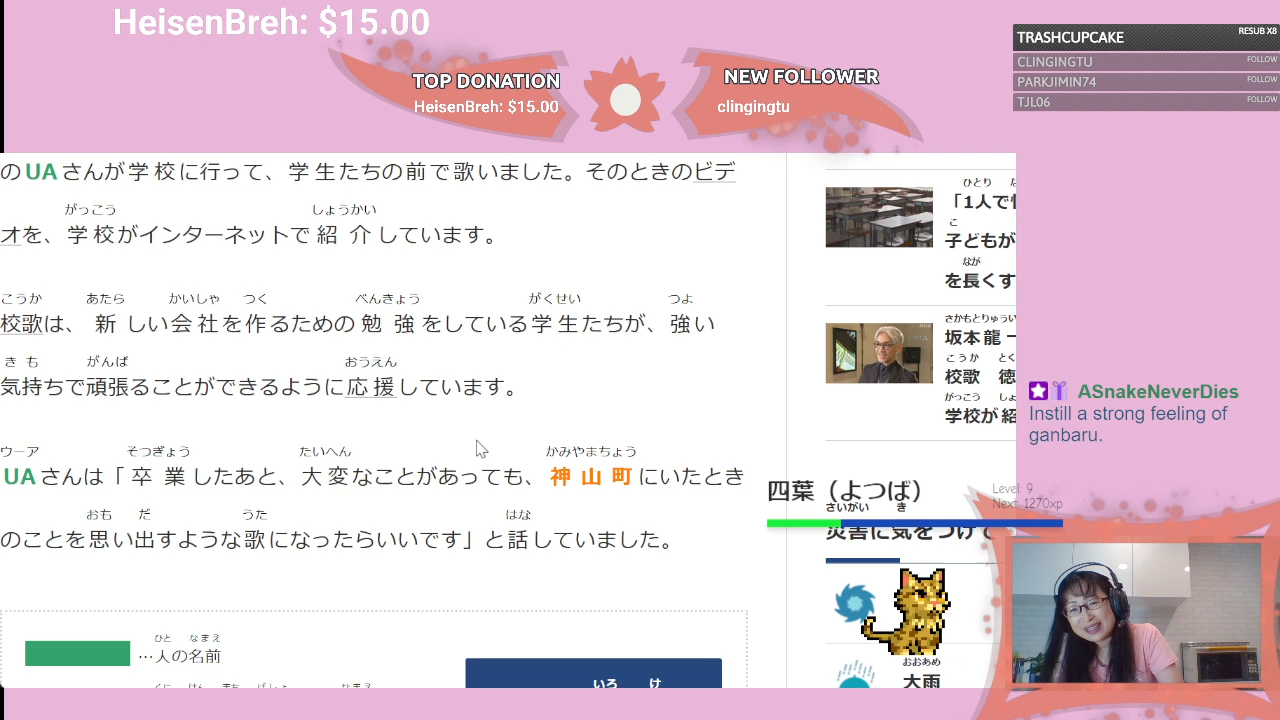 HeisenBreh: $15.00
TOP DONATION
HeisenBreh: $15.00
NEW FOLLOWER
clingingtu
TRASHCUPCAKE RESUB X8
CLINGINGTU FOLLOW
PARKJIMIN74 FOLLOW
TJL06 FOLLOW
のUAさんが学校に行って、学生たちの前で歌いました。そのときのビデ
がっこう しょうかい
オを、学校がインターネットで紹介しています。
こうか あたら かいしゃ つく べんきょう がくせい つよ
校歌は、新しい会社を作るための勉強をしている学生たちが、強い
きも がんば おうえん
気持ちで頑張ることができるように応援しています。
ウーア そつぎょう たいへん かみやまちょう
UAさんは「卒業したあと、大変なことがあっても、神山町にいたとき
おも だ うた はな
のことを思い出すような歌になったらいいです」と話していました。
ひと なまえ
…人の名前
いろ け
ひとり
「1人で
こ
子どもが
なが
を長くす
さかもとりゅうい
坂本龍一
こうか とく
校歌 徳
がっこう しょ
学校が紹
四葉（よつば）
Level: 9
Next: 1270xp
さいがい き
災害に気をつけて
おおあめ
大雨
ASnakeNeverDies
Instill a strong feeling of
ganbaru.